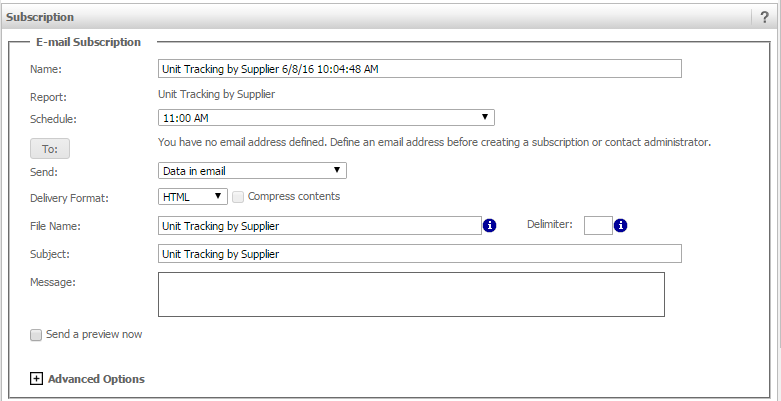 Subscription ?
E-mail Subscription
Name: Unit Tracking by Supplier 6/8/16 10:04:48 AM
Report: Unit Tracking by Supplier
Schedule: 11:00 AM
To: You have no email address defined. Define an email address before creating a subscription or contact administrator.
Send: Data in email
Delivery Format: HTML Compress contents
File Name: Unit Tracking by Supplier i Delimiter: i
Subject: Unit Tracking by Supplier
Message:
Send a preview now
+ Advanced Options